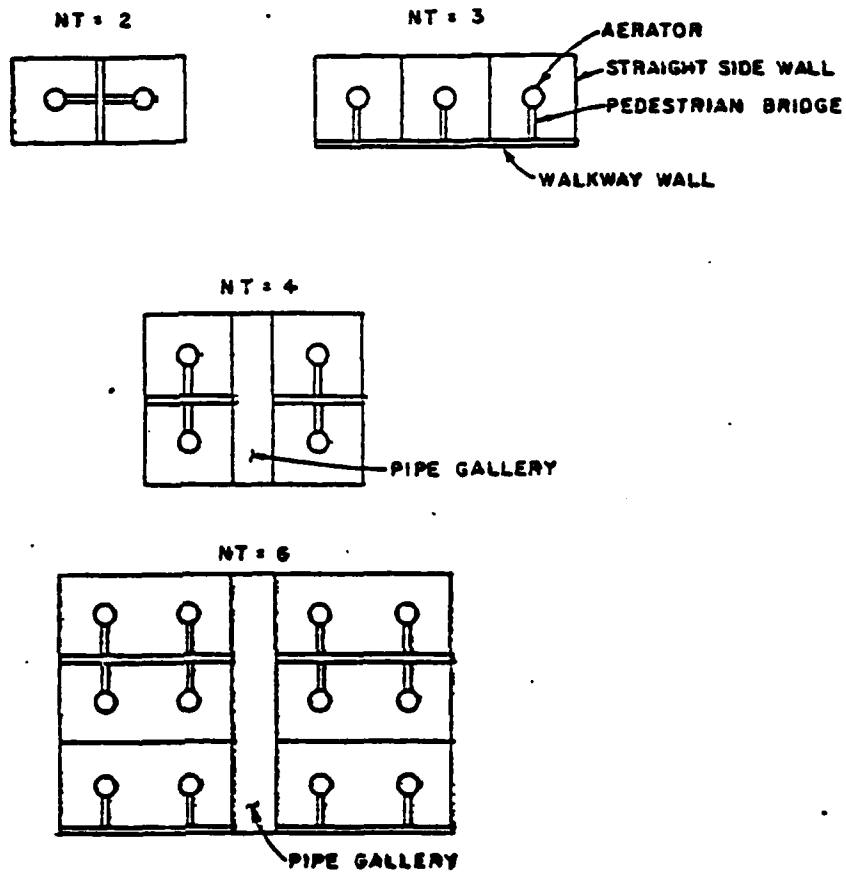 NT = 2
NT = 3
AERATOR
STRAIGHT SIDE WALL
PEDESTRIAN BRIDGE
WALKWAY WALL
NT = 4
PIPE GALLERY
NT = 6
PIPE GALLERY